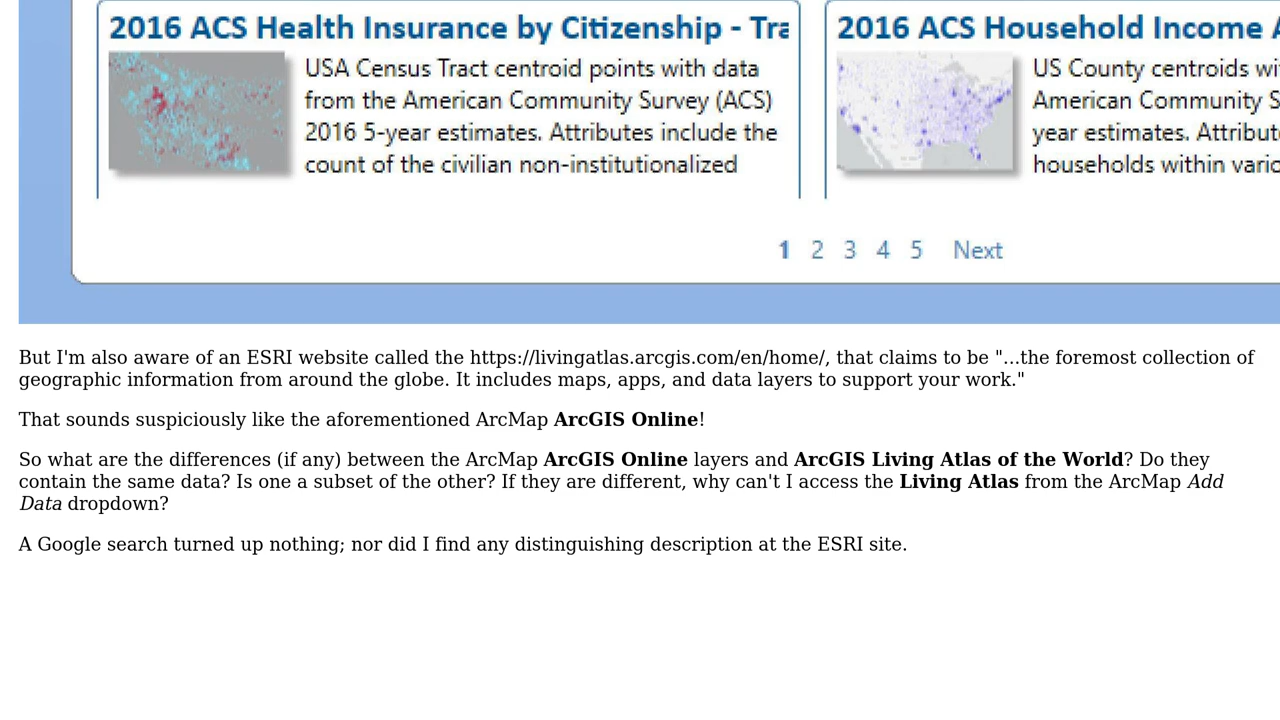 2016 ACS Health Insurance by Citizenship - Tra
USA Census Tract centroid points with data
from the American Community Survey (ACS)
2016 5-year estimates. Attributes include the
count of the civilian non-institutionalized
2016 ACS Household Income A
US County centroids wi
American Community S
year estimates. Attribut
households within vario
1 2 3 4 5 Next
But I'm also aware of an ESRI website called the https://livingatlas.arcgis.com/en/home/, that claims to be "...the foremost collection of
geographic information from around the globe. It includes maps, apps, and data layers to support your work."
That sounds suspiciously like the aforementioned ArcMap ArcGIS Online!
So what are the differences (if any) between the ArcMap ArcGIS Online layers and ArcGIS Living Atlas of the World? Do they
contain the same data? Is one a subset of the other? If they are different, why can't I access the Living Atlas from the ArcMap Add
Data dropdown?
A Google search turned up nothing; nor did I find any distinguishing description at the ESRI site.